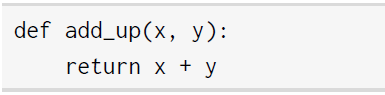 def add_up(x, y):
    return x + y